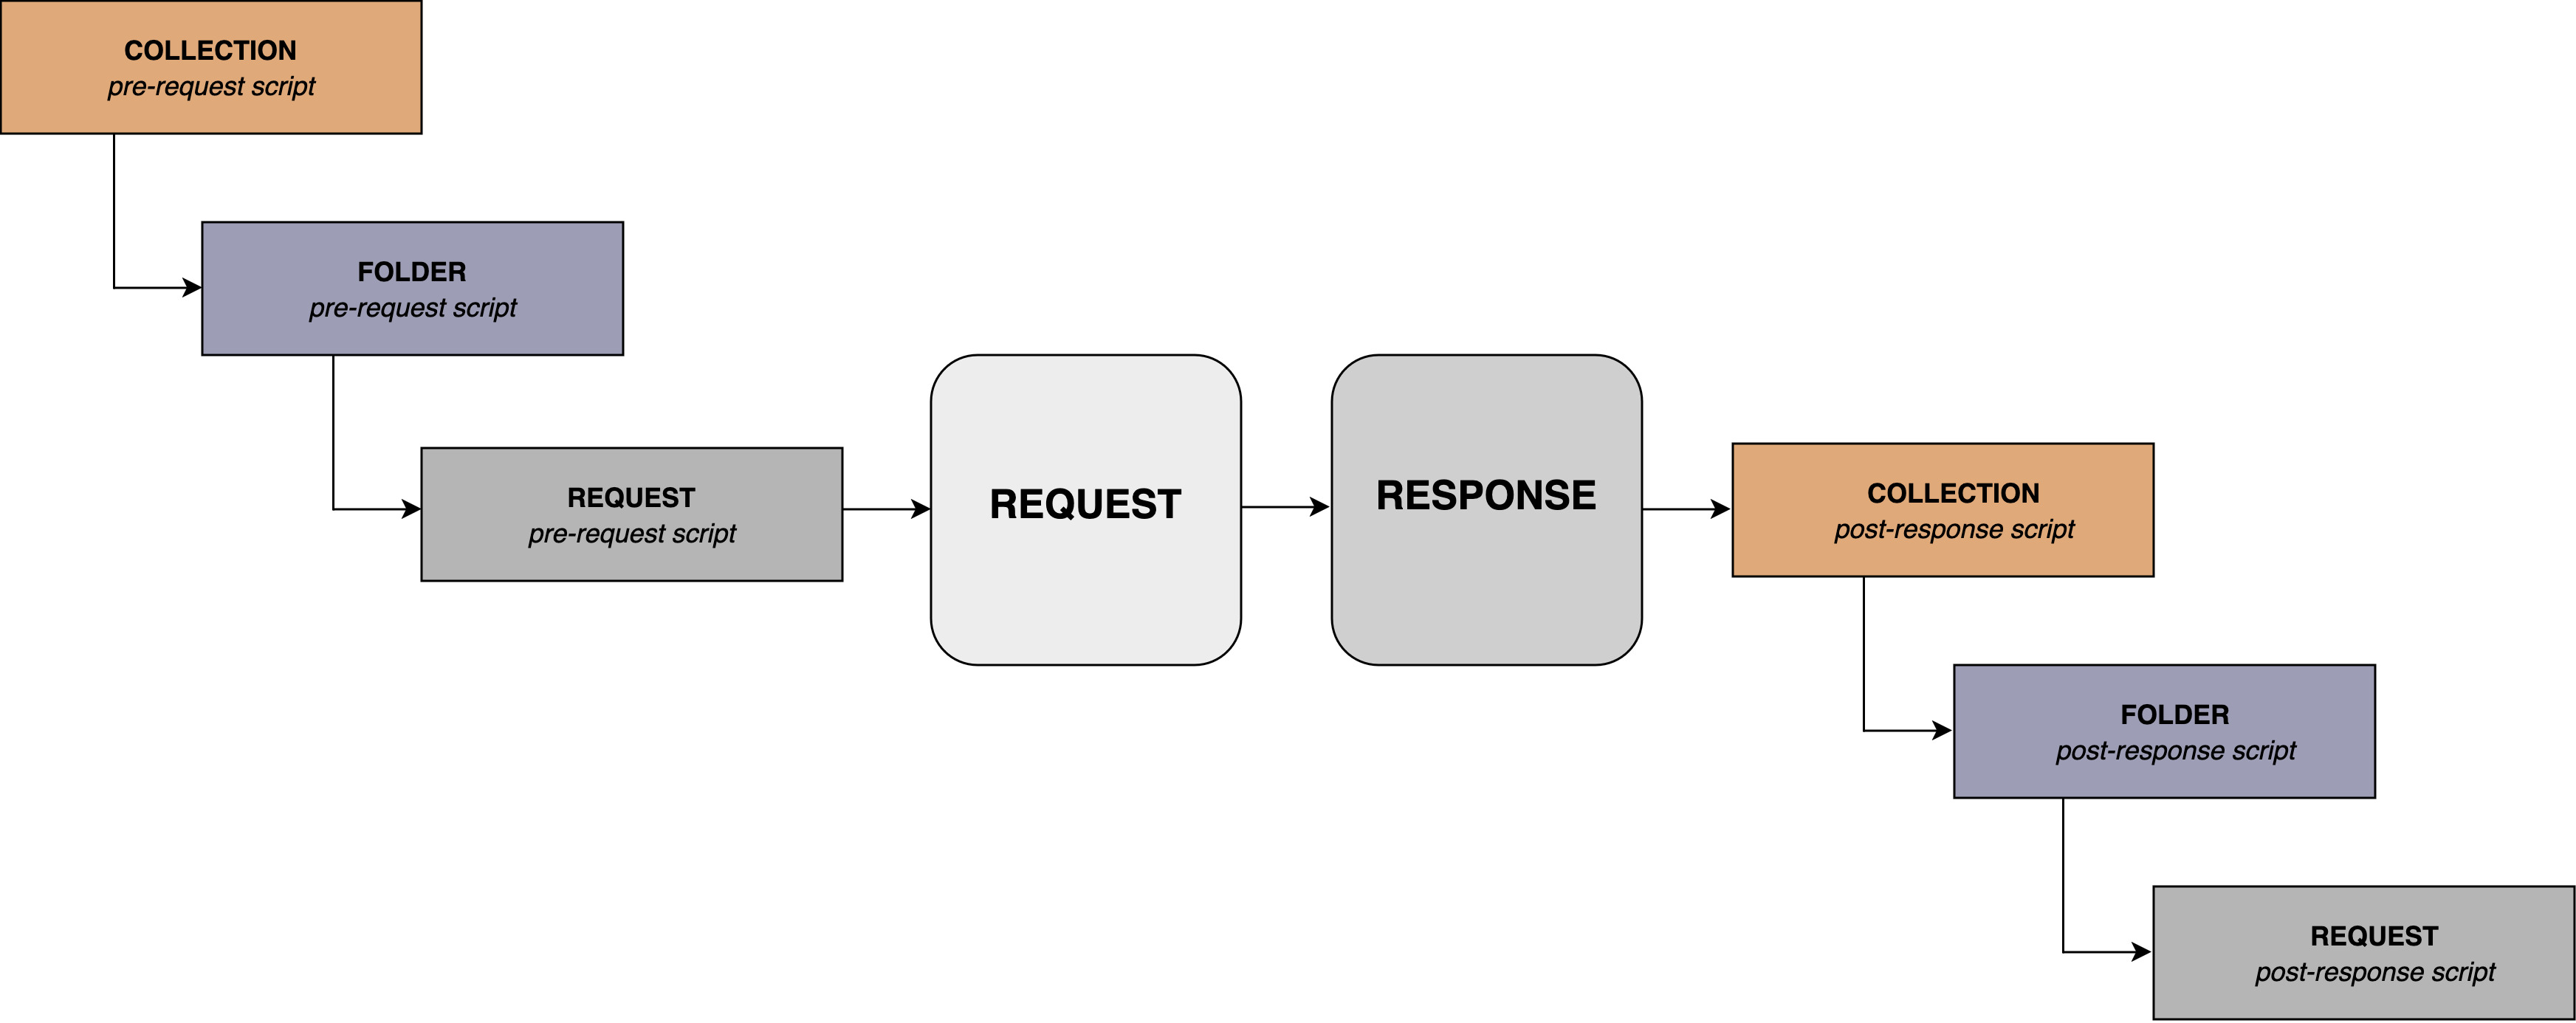 COLLECTION
pre-request script
FOLDER
pre-request script
REQUEST
pre-request script
REQUEST
RESPONSE
COLLECTION
post-response script
FOLDER
post-response script
REQUEST
post-response script